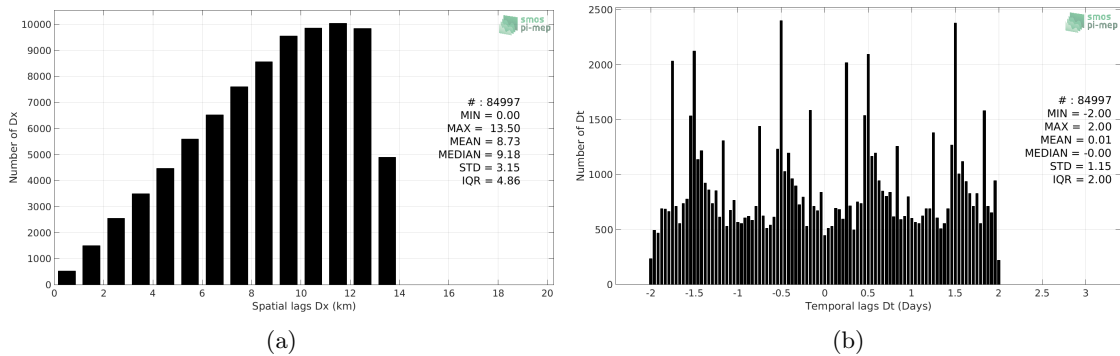 smos
pi-mep
10000
9000
8000
7000
6000
5000
4000
3000
2000
1000
0
Number of Dx
# : 84997
MIN = 0.00
MAX = 13.50
MEAN = 8.73
MEDIAN = 9.18
STD = 3.15
IQR = 4.86
0 2 4 6 8 10 12 14 16 18 20
Spatial lags Dx (km)
(a)
smos
pi-mep
2500
2000
1500
1000
500
0
Number of Dt
# : 84997
MIN = -2.00
MAX = 2.00
MEAN = 0.01
MEDIAN = -0.00
STD = 1.15
IQR = 2.00
-2 -1.5 -1 -0.5 0 0.5 1 1.5 2 2.5 3
Temporal lags Dt (Days)
(b)